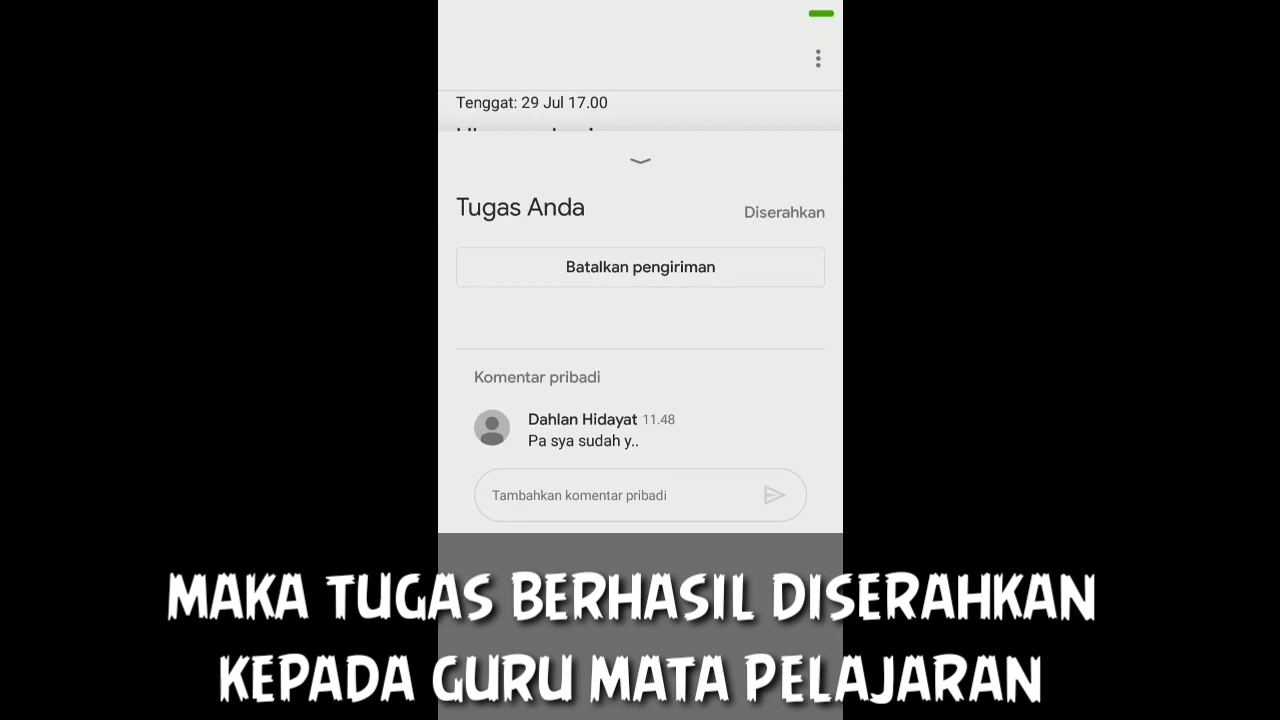 Tenggat: 29 Jul 17.00
Tugas Anda
Diserahkan
Batalkan pengiriman
Komentar pribadi
Dahlan Hidayat 11.48
Pa sya sudah y..
Tambahkan komentar pribadi
MAKA TUGAS BERHASIL DISERAHKAN
KEPADA GURU MATA PELAJARAN